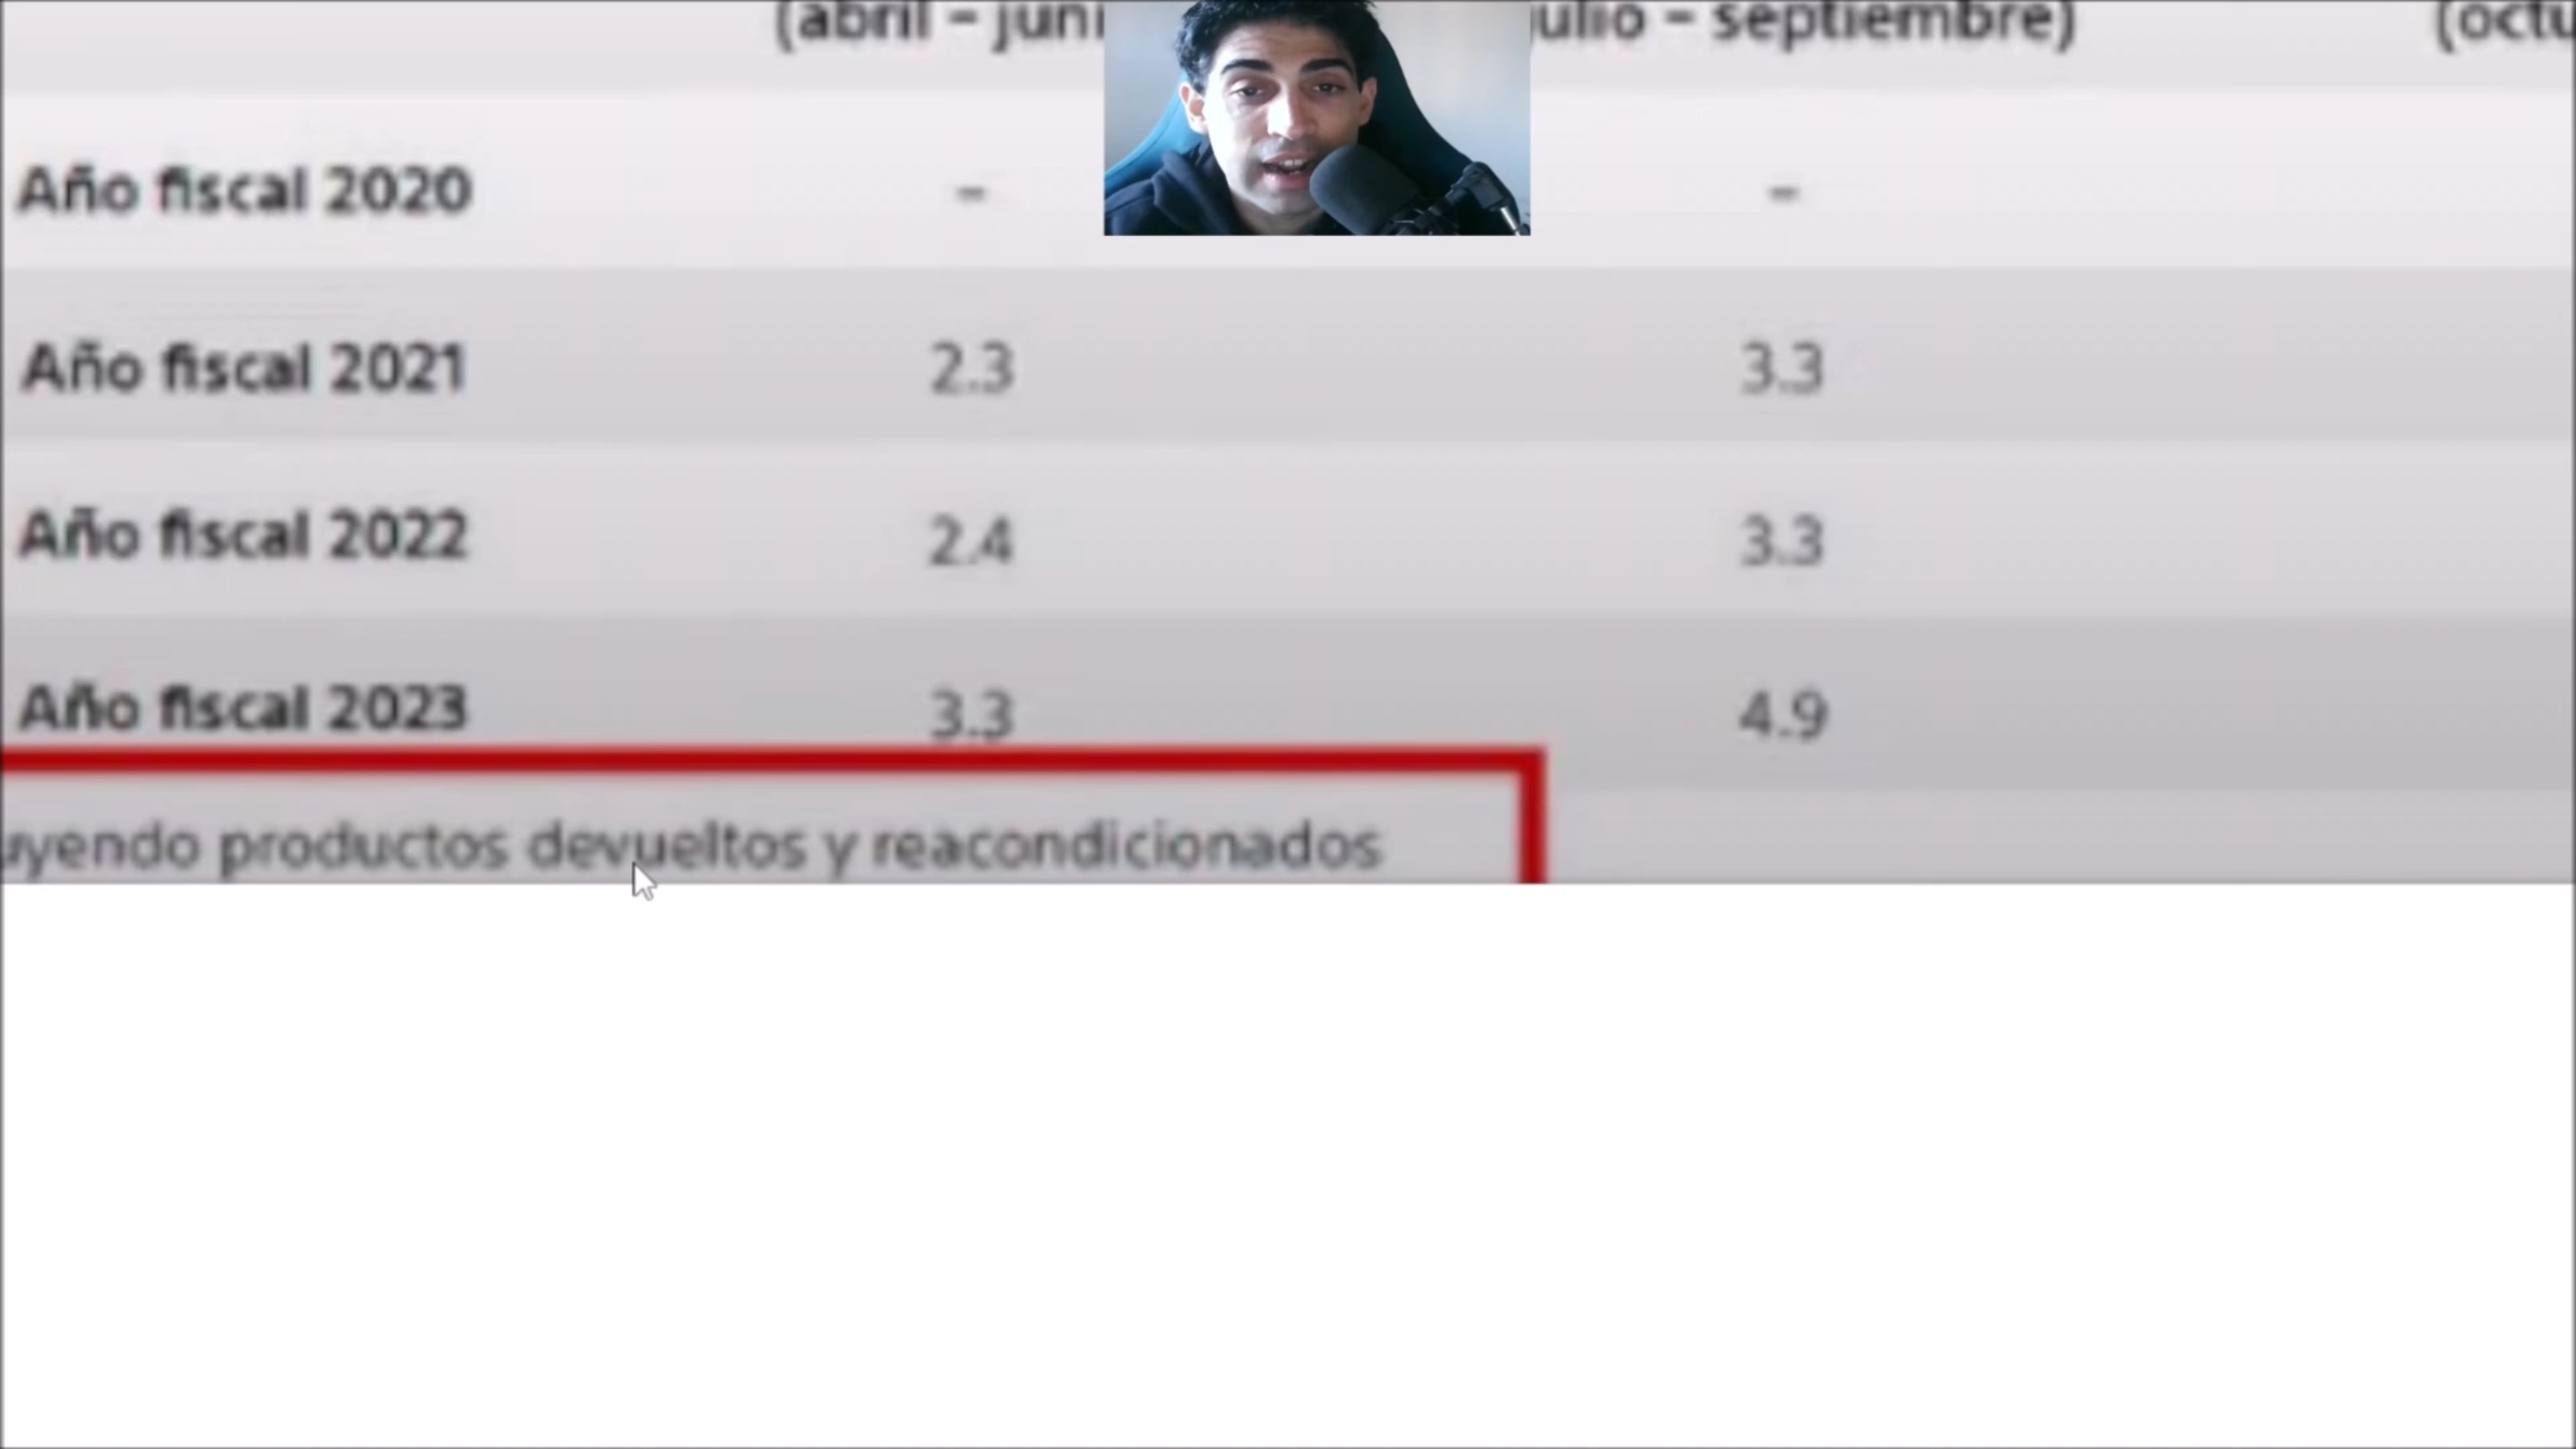 (abril – juni
ulio – septiembre)
(octu
Año fiscal 2020 – –
Año fiscal 2021 2.3 3.3
Año fiscal 2022 2.4 3.3
Año fiscal 2023 3.3 4.9
uyendo productos devueltos y reacondicionados